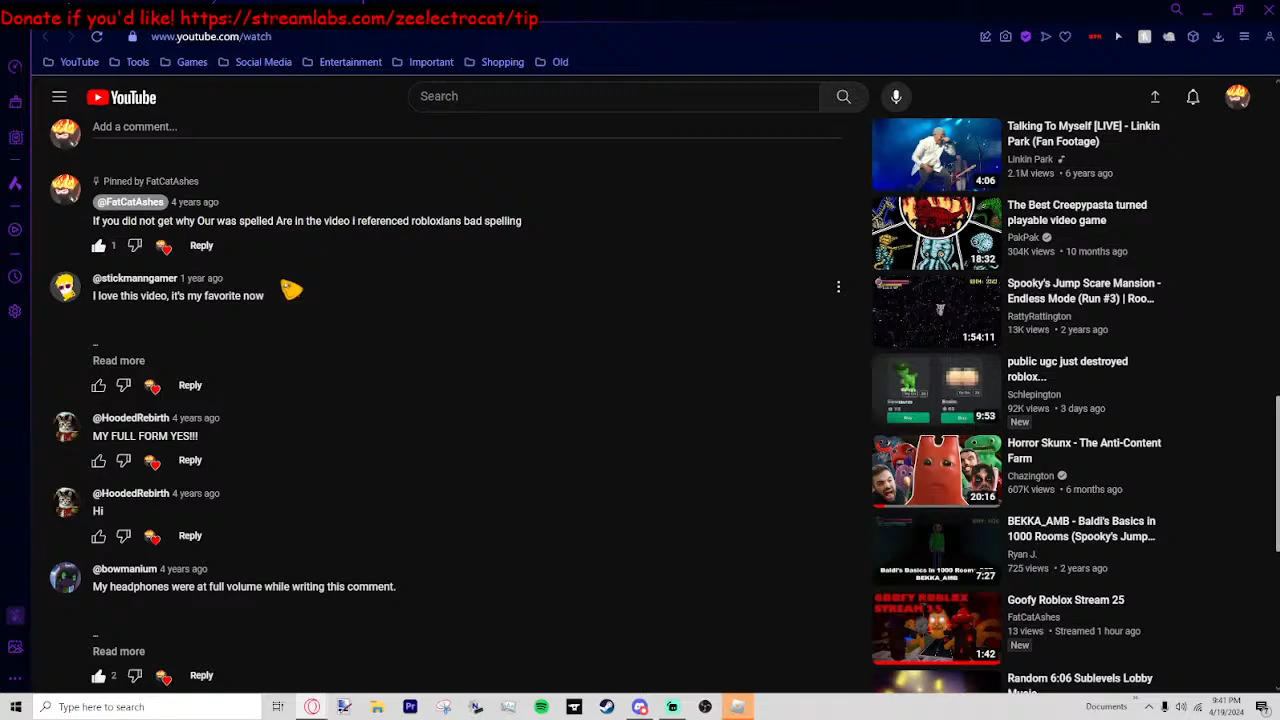 Donate if you'd like! https://streamlabs.com/zeelectrocat/tip
www.youtube.com/watch
YouTube Tools Games Social Media Entertainment Important Shopping Old
YouTube
Search
Add a comment...
Pinned by FatCatAshes
@FatCatAshes 4 years ago
If you did not get why Our was spelled Are in the video i referenced robloxians bad spelling
1 Reply
@stickmanngamer 1 year ago
I love this video, it's my favorite now
...
Read more
Reply
@HoodedRebirth 4 years ago
MY FULL FORM YES!!!
Reply
@HoodedRebirth 4 years ago
Hi
Reply
@bowmanium 4 years ago
My headphones were at full volume while writing this comment.
...
Read more
2 Reply
4:06
Talking To Myself [LIVE] - Linkin
Park (Fan Footage)
Linkin Park
2.1M views • 6 years ago
18:32
The Best Creepypasta turned
playable video game
PakPak
304K views • 10 months ago
1:54:11
Spooky's Jump Scare Mansion -
Endless Mode (Run #3) | Roo...
RattyRattington
13K views • 2 years ago
9:53
public ugc just destroyed
roblox...
Schlepington
92K views • 3 days ago
New
20:16
Horror Skunx - The Anti-Content
Farm
Chazington
607K views • 6 months ago
Baldi's Basics in 1000 Rooms
BEKKA_AMB
7:27
BEKKA_AMB - Baldi's Basics in
1000 Rooms (Spooky's Jump...
Ryan J.
725 views • 2 years ago
GOOFY ROBLOX
STREAM
1:42
Goofy Roblox Stream 25
FatCatAshes
13 views • Streamed 1 hour ago
New
Random 6:06 Sublevels Lobby
Music
Type here to search
Documents
9:41 PM
4/19/2024